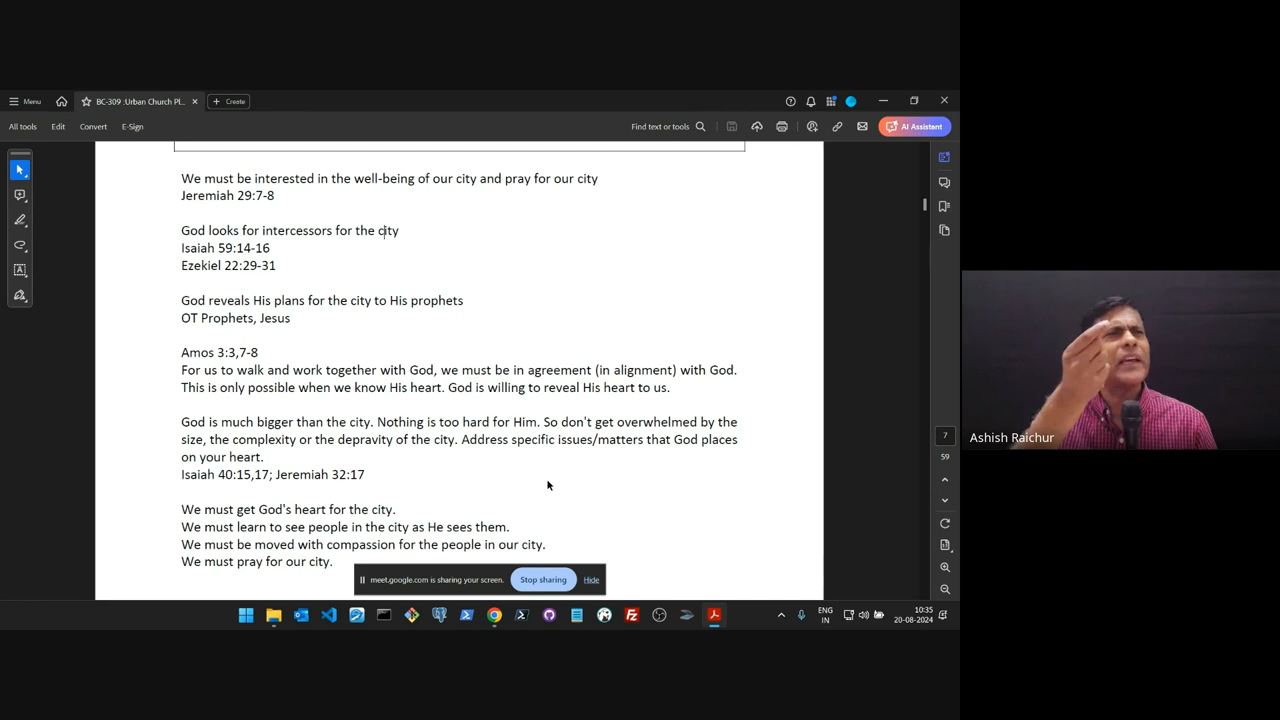 Menu
BC-309 :Urban Church Pl...
Create
All tools
Edit
Convert
E-Sign
Find text or tools
AI Assistant
We must be interested in the well-being of our city and pray for our city
Jeremiah 29:7-8
God looks for intercessors for the city
Isaiah 59:14-16
Ezekiel 22:29-31
God reveals His plans for the city to His prophets
OT Prophets, Jesus
Amos 3:3,7-8
For us to walk and work together with God, we must be in agreement (in alignment) with God.
This is only possible when we know His heart. God is willing to reveal His heart to us.
God is much bigger than the city. Nothing is too hard for Him. So don't get overwhelmed by the
size, the complexity or the depravity of the city. Address specific issues/matters that God places
on your heart.
Isaiah 40:15,17; Jeremiah 32:17
We must get God's heart for the city.
We must learn to see people in the city as He sees them.
We must be moved with compassion for the people in our city.
We must pray for our city.
7
59
meet.google.com is sharing your screen.
Stop sharing
Hide
ENG
IN
10:35
20-08-2024
Ashish Raichur